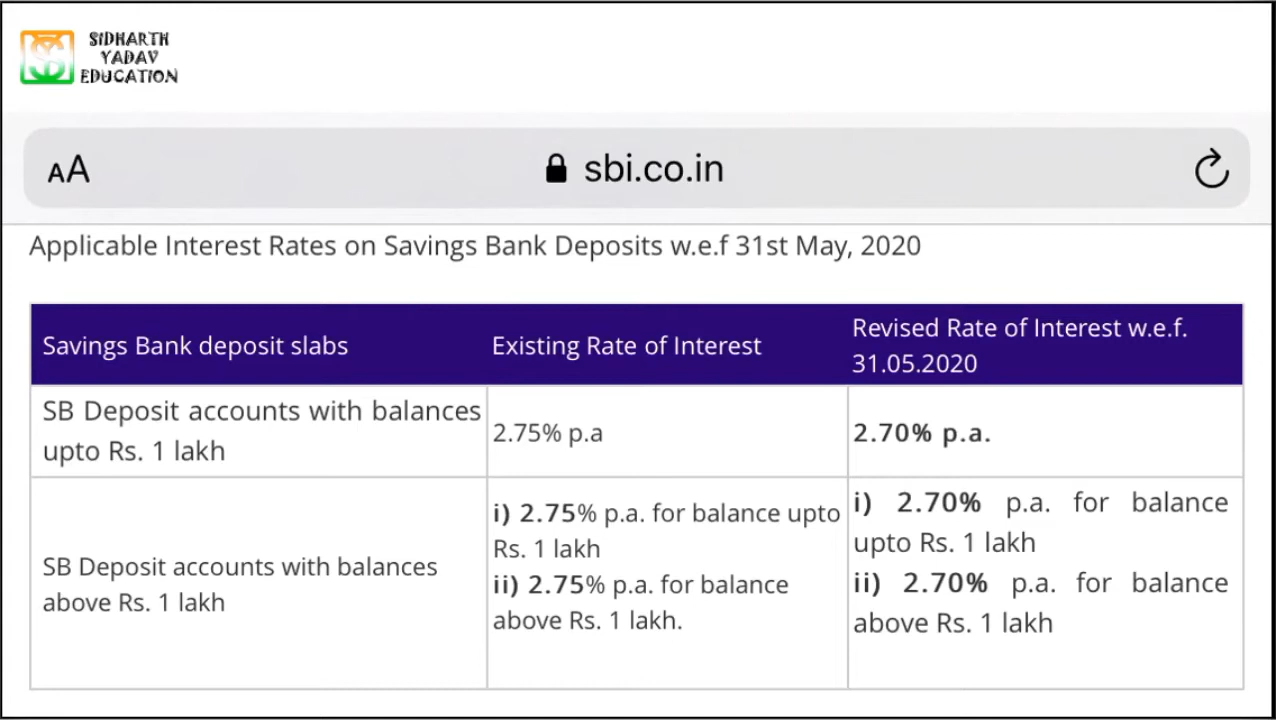 SIDHARTH
YADAV
EDUCATION
AA
sbi.co.in
Applicable Interest Rates on Savings Bank Deposits w.e.f 31st May, 2020
Savings Bank deposit slabs
Existing Rate of Interest
Revised Rate of Interest w.e.f.
31.05.2020
SB Deposit accounts with balances
upto Rs. 1 lakh
2.75% p.a
2.70% p.a.
SB Deposit accounts with balances
above Rs. 1 lakh
i) 2.75% p.a. for balance upto
Rs. 1 lakh
ii) 2.75% p.a. for balance
above Rs. 1 lakh.
i) 2.70% p.a. for balance
upto Rs. 1 lakh
ii) 2.70% p.a. for balance
above Rs. 1 lakh